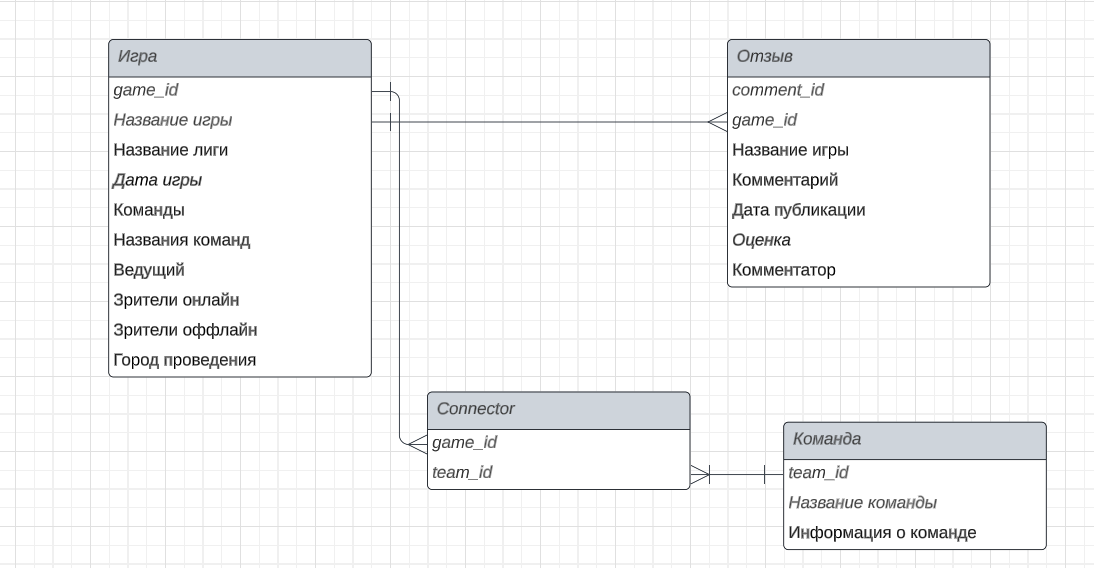 Игра
game_id
Название игры
Название лиги
Дата игры
Команды
Названия команд
Ведущий
Зрители онлайн
Зрители оффлайн
Город проведения
Отзыв
comment_id
game_id
Название игры
Комментарий
Дата публикации
Оценка
Комментатор
Connector
game_id
team_id
Команда
team_id
Название команды
Информация о команде